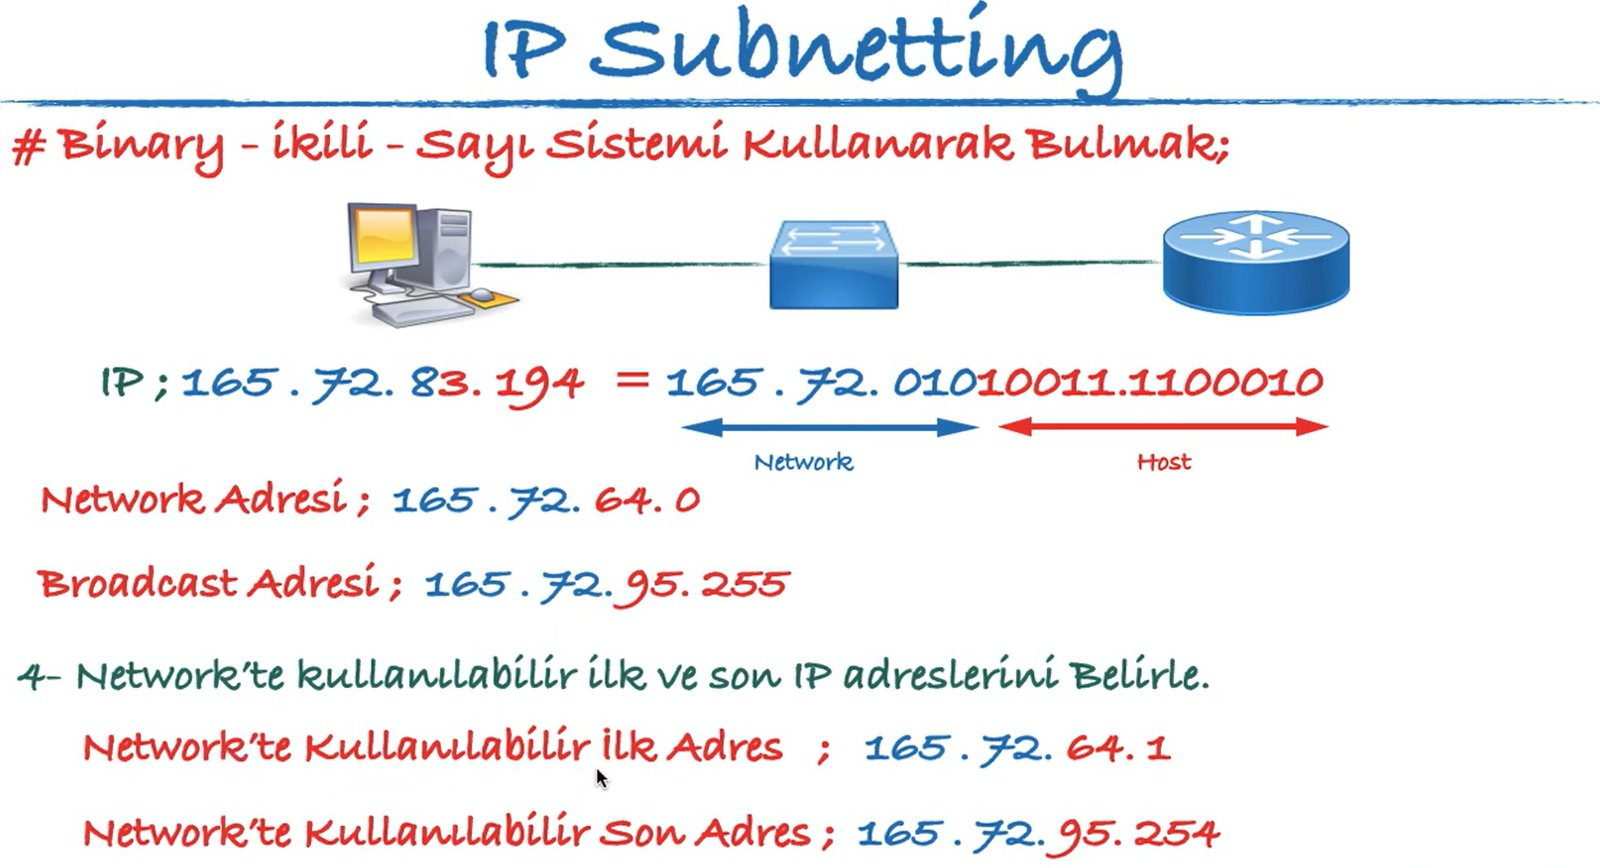 IP Subnetting
# Binary - ikili - Sayı Sistemi Kullanarak Bulmak;
IP ; 165 . 72. 83. 194 = 165 . 72. 01010011.1100010
Network Host
Network Adresi ; 165 . 72. 64. 0
Broadcast Adresi ; 165 . 72. 95. 255
4- Network'te kullanılabilir ilk ve son IP adreslerini Belirle.
Network'te Kullanılabilir İlk Adres ; 165 . 72. 64. 1
Network'te Kullanılabilir Son Adres ; 165 . 72. 95. 254